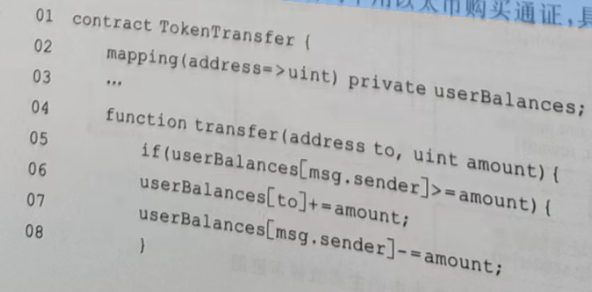 用以太币购买通证,
01 contract TokenTransfer {
02 mapping(address=>uint) private userBalances;
03 …
04 function transfer(address to, uint amount){
05 if(userBalances[msg.sender]>=amount){
06 userBalances[to]+=amount;
07 userBalances[msg.sender]-=amount;
08 }